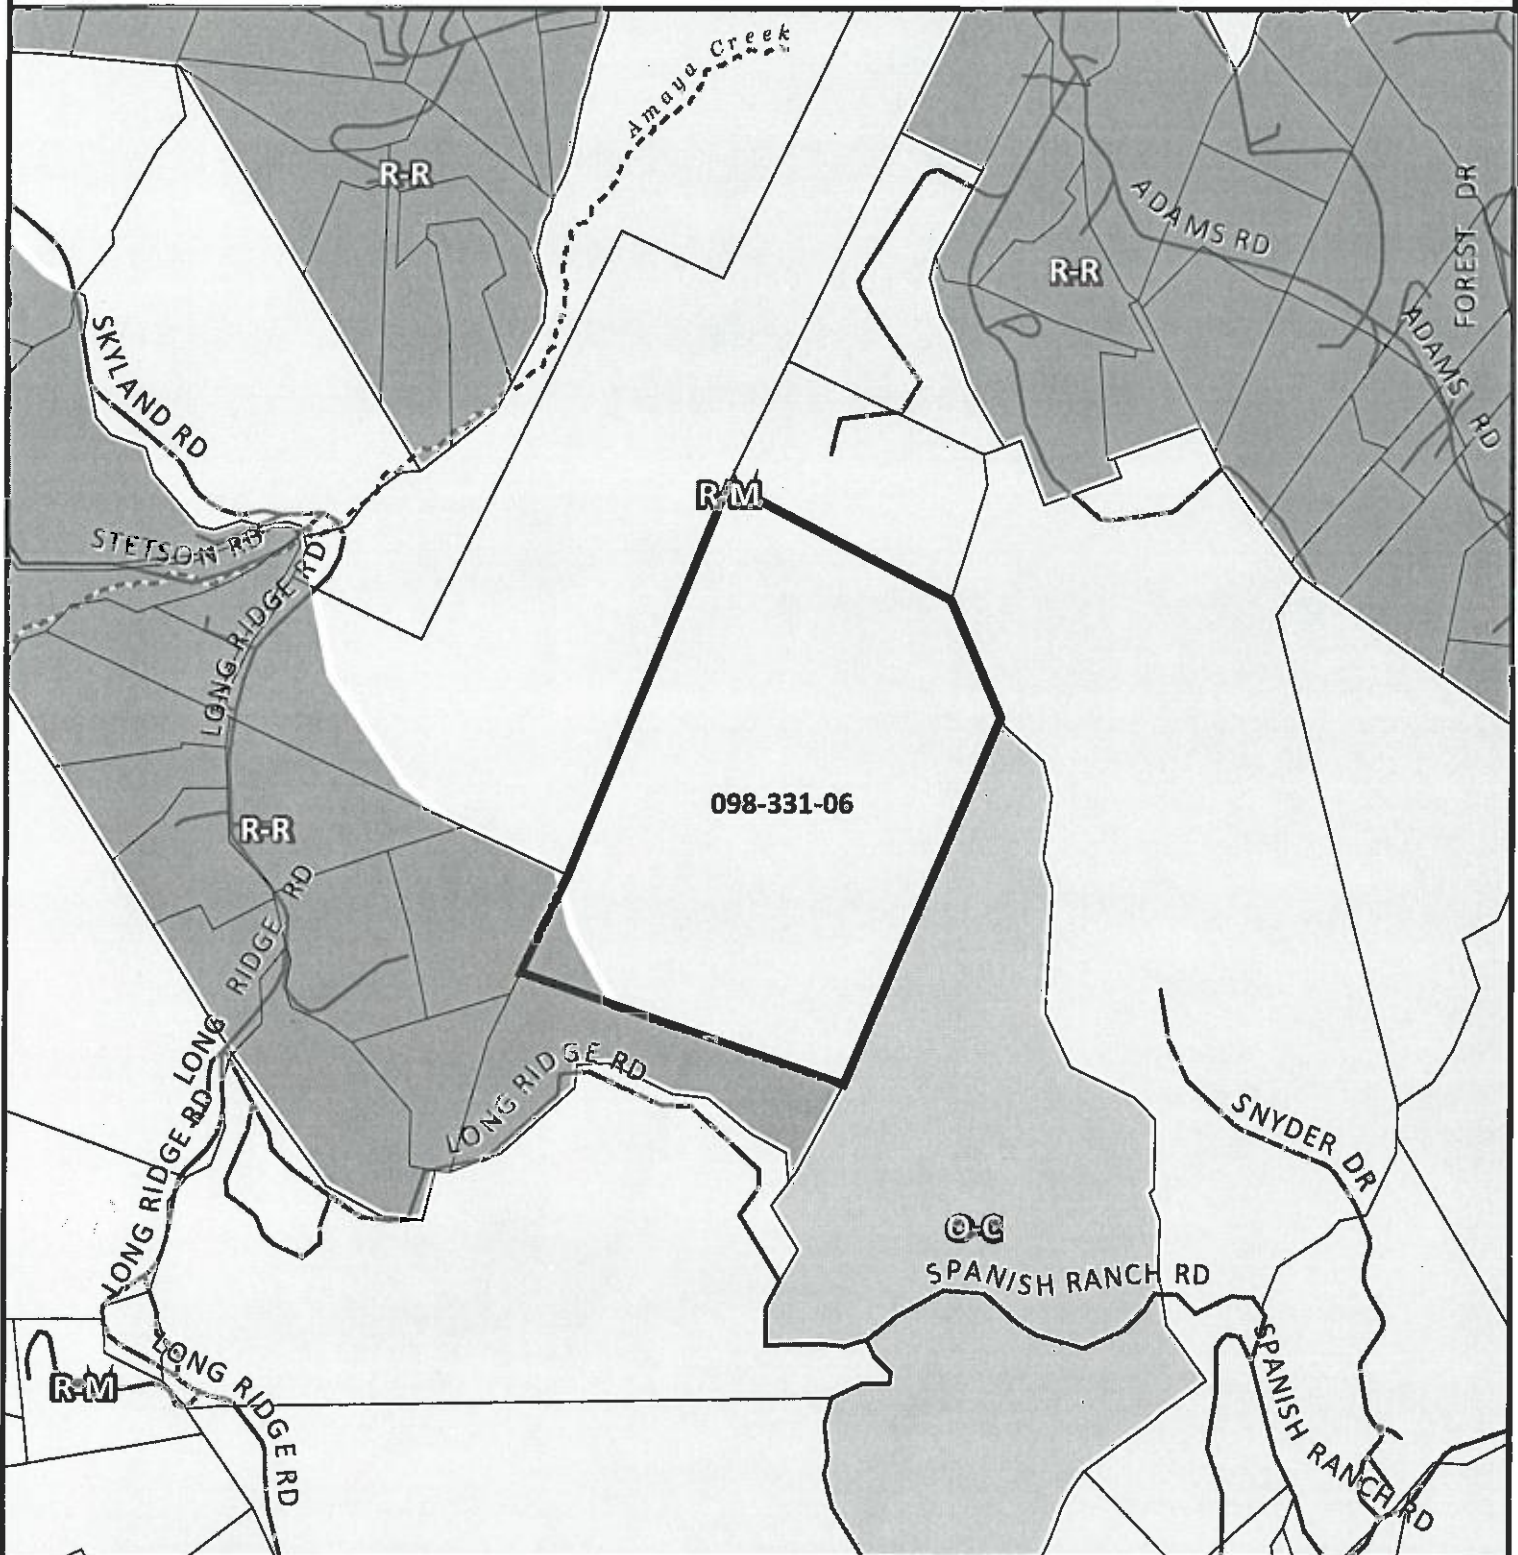 Amaya Creek
R-R
ADAMS RD
FOREST DR
R-R
SKYLAND RD
ADAMS RD
R-M
STETSON RD
LONG RIDGE RD
098-331-06
R-R
LONG RIDGE RD
LONG RIDGE RD
LONG RIDGE RD
SNYDER DR
O-C
SPANISH RANCH RD
R-M
LONG RIDGE RD
SPANISH RANCH RD